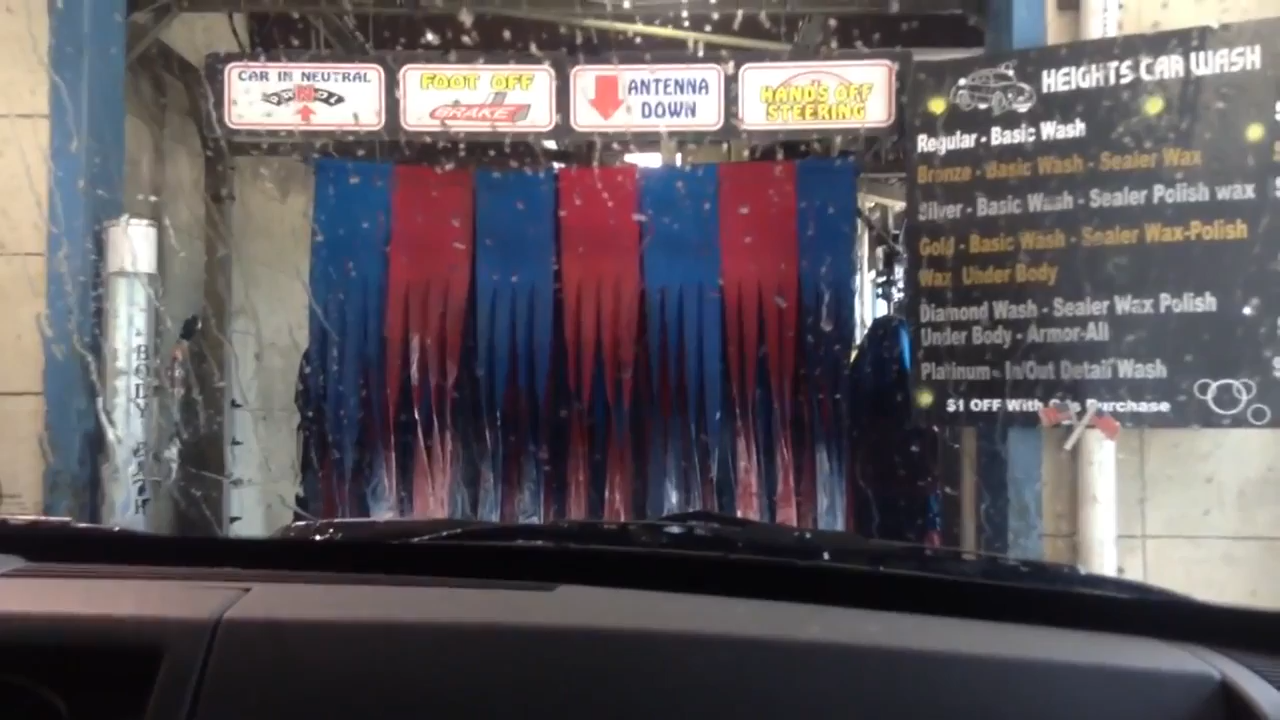 CAR IN NEUTRAL
N
FOOT OFF
BRAKE
ANTENNA
DOWN
HANDS OFF
STEERING
HEIGHTS CAR WASH
Regular - Basic Wash
Bronze - Basic Wash - Sealer Wax
Silver - Basic Wash - Sealer Polish wax
Gold - Basic Wash - Sealer Wax-Polish
Wax Under Body
Diamond Wash - Sealer Wax Polish
Under Body - Armor-All
Platinum - In/Out Detail Wash
$1 OFF With Gas Purchase
BODY